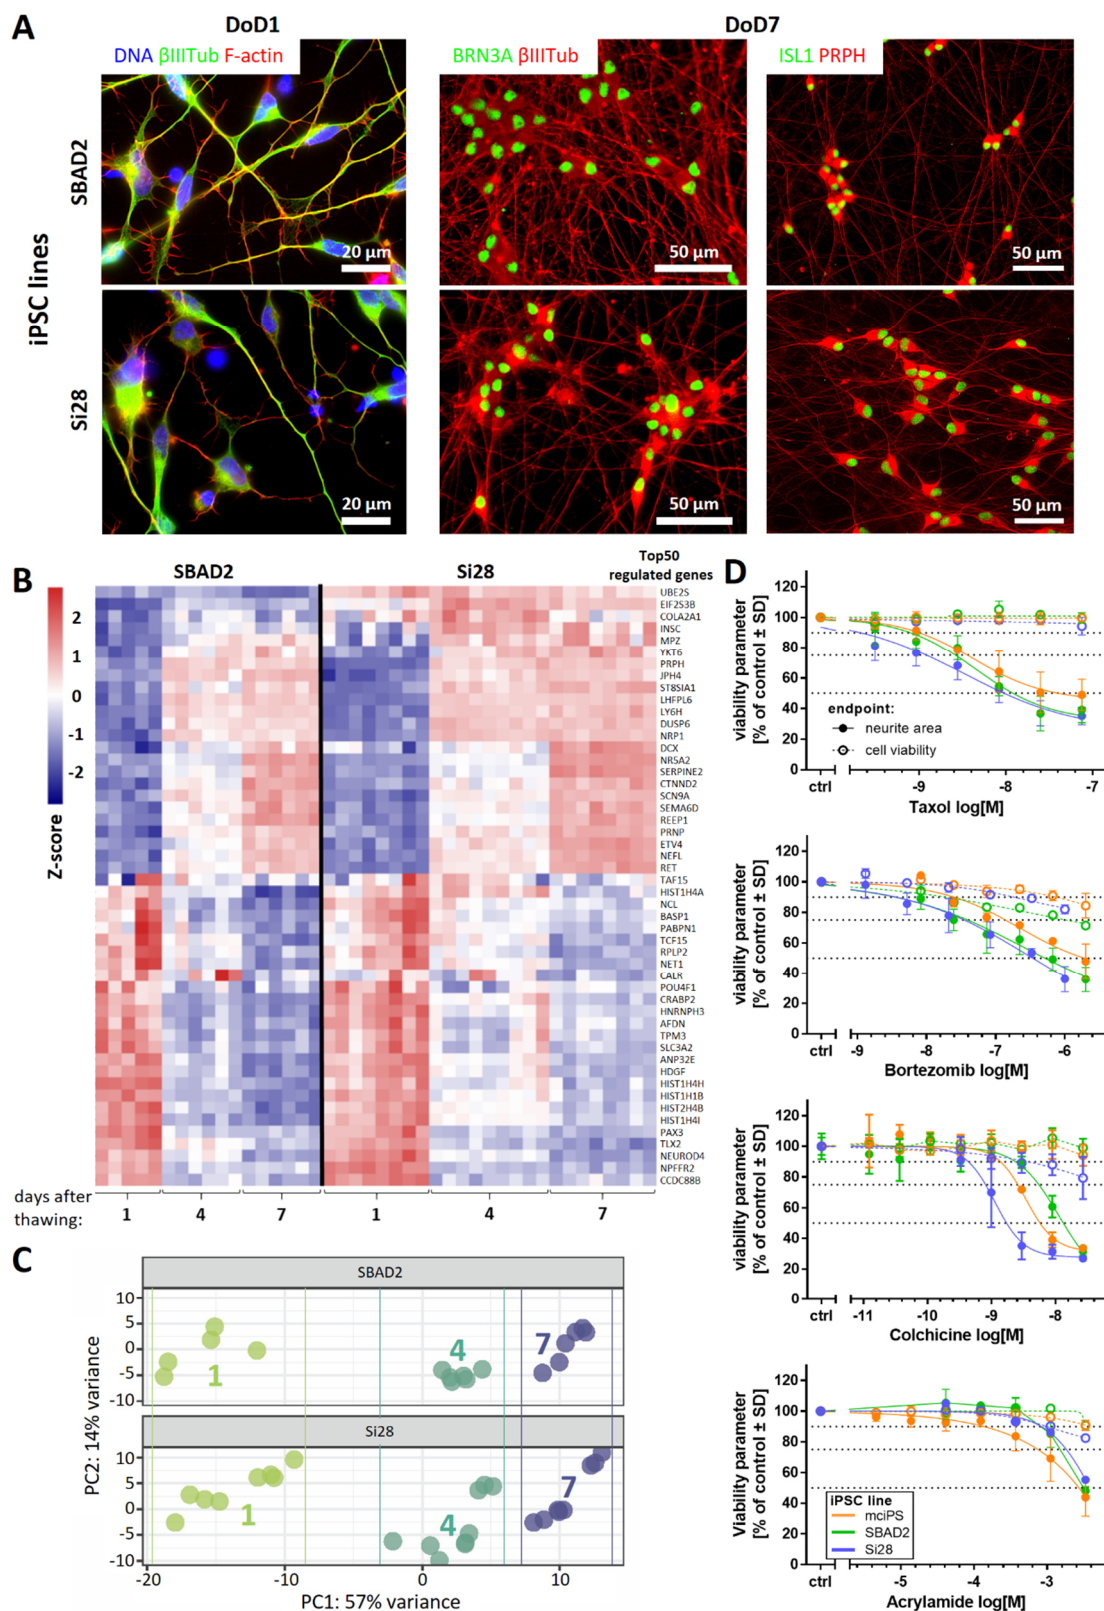 A
DoD1
DoD7
DNA βIIITub F-actin
BRN3A βIIITub
ISL1 PRPH
iPSC lines
SBAD2
20 µm
50 µm
50 µm
Si28
20 µm
50 µm
50 µm
B
SBAD2
Si28
Top50
regulated genes
Z-score
2
1
0
-1
-2
UBE2S
EIF2S3B
COLA2A1
INSC
MPZ
YKT6
PRPH
JPH4
ST8SIA1
LHFPL6
LY6H
DUSP6
NRP1
DCX
NR5A2
SERPINE2
CTNND2
SCN9A
SEMA6D
REEP1
PRNP
ETV4
NEFL
RET
TAF15
HIST1H4A
NCL
BASP1
PABPN1
TCF15
RPLP2
NET1
CALR
POU4F1
CRABP2
HNRNPH3
AFDN
TPM3
SLC3A2
ANP32E
HDGF
HIST1H4H
HIST1H1B
HIST2H4B
HIST1H4I
PAX3
TLX2
NEUROD4
NPFFR2
CCDC88B
days after
thawing:
1 4 7 1 4 7
C
SBAD2
10
5
0
-5
-10
1
4
7
Si28
10
5
0
-5
-10
1
4
7
PC2: 14% variance
-20 -10 0 10
PC1: 57% variance
D
viability parameter
[% of control ± SD]
120
100
80
60
40
20
0
endpoint:
neurite area
cell viability
ctrl -9 -8 -7
Taxol log[M]
viability parameter
[% of control ± SD]
120
100
80
60
40
20
0
ctrl -9 -8 -7 -6
Bortezomib log[M]
viability parameter
[% of control ± SD]
120
100
80
60
40
20
0
ctrl -11 -10 -9 -8
Colchicine log[M]
Viability parameter
[% of control ± SD]
120
100
80
60
40
20
0
iPSC line
mciPS
SBAD2
Si28
ctrl -5 -4 -3
Acrylamide log[M]